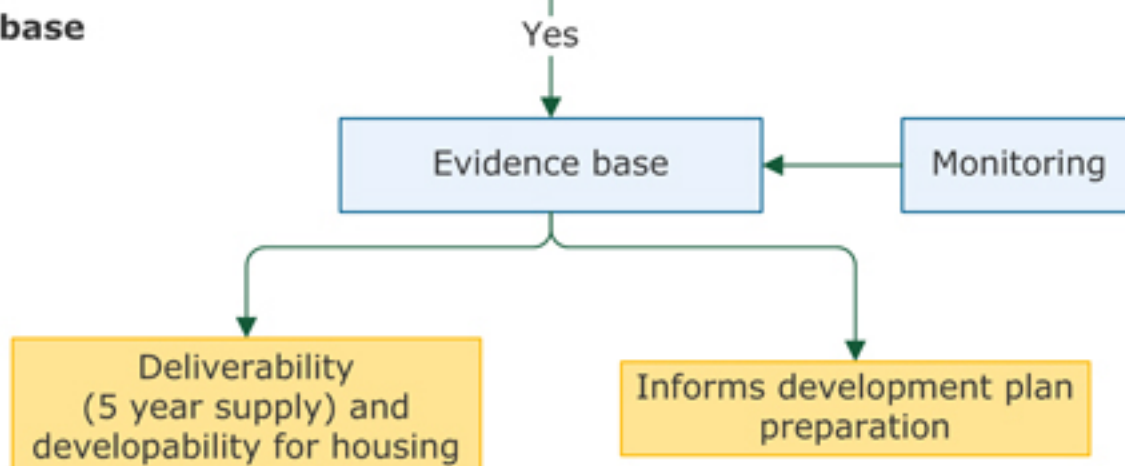 base
Yes
Evidence base
Monitoring
Deliverability
(5 year supply) and
developability for housing
Informs development plan
preparation